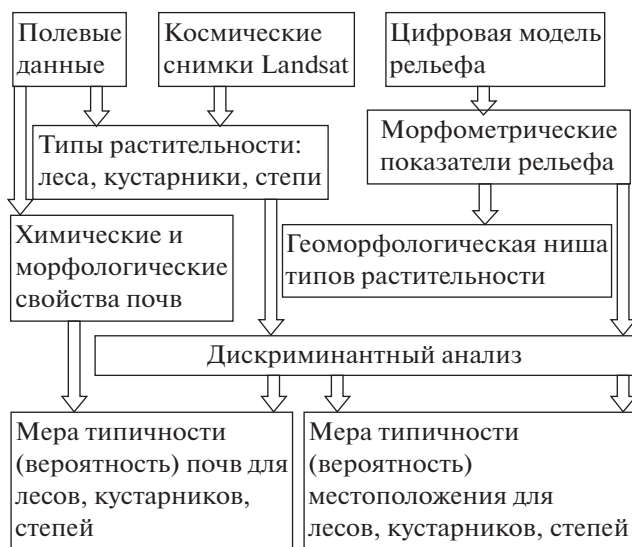 Полевые
данные
Космические
снимки Landsat
Цифровая модель
рельефа
Типы растительности:
леса, кустарники, степи
Морфометрические
показатели рельефа
Химические и
морфологические
свойства почв
Геоморфологическая ниша
типов растительности
Дискриминантный анализ
Мера типичности
(вероятность) почв для
лесов, кустарников,
степей
Мера типичности
(вероятность)
местоположения для
лесов, кустарников, степей